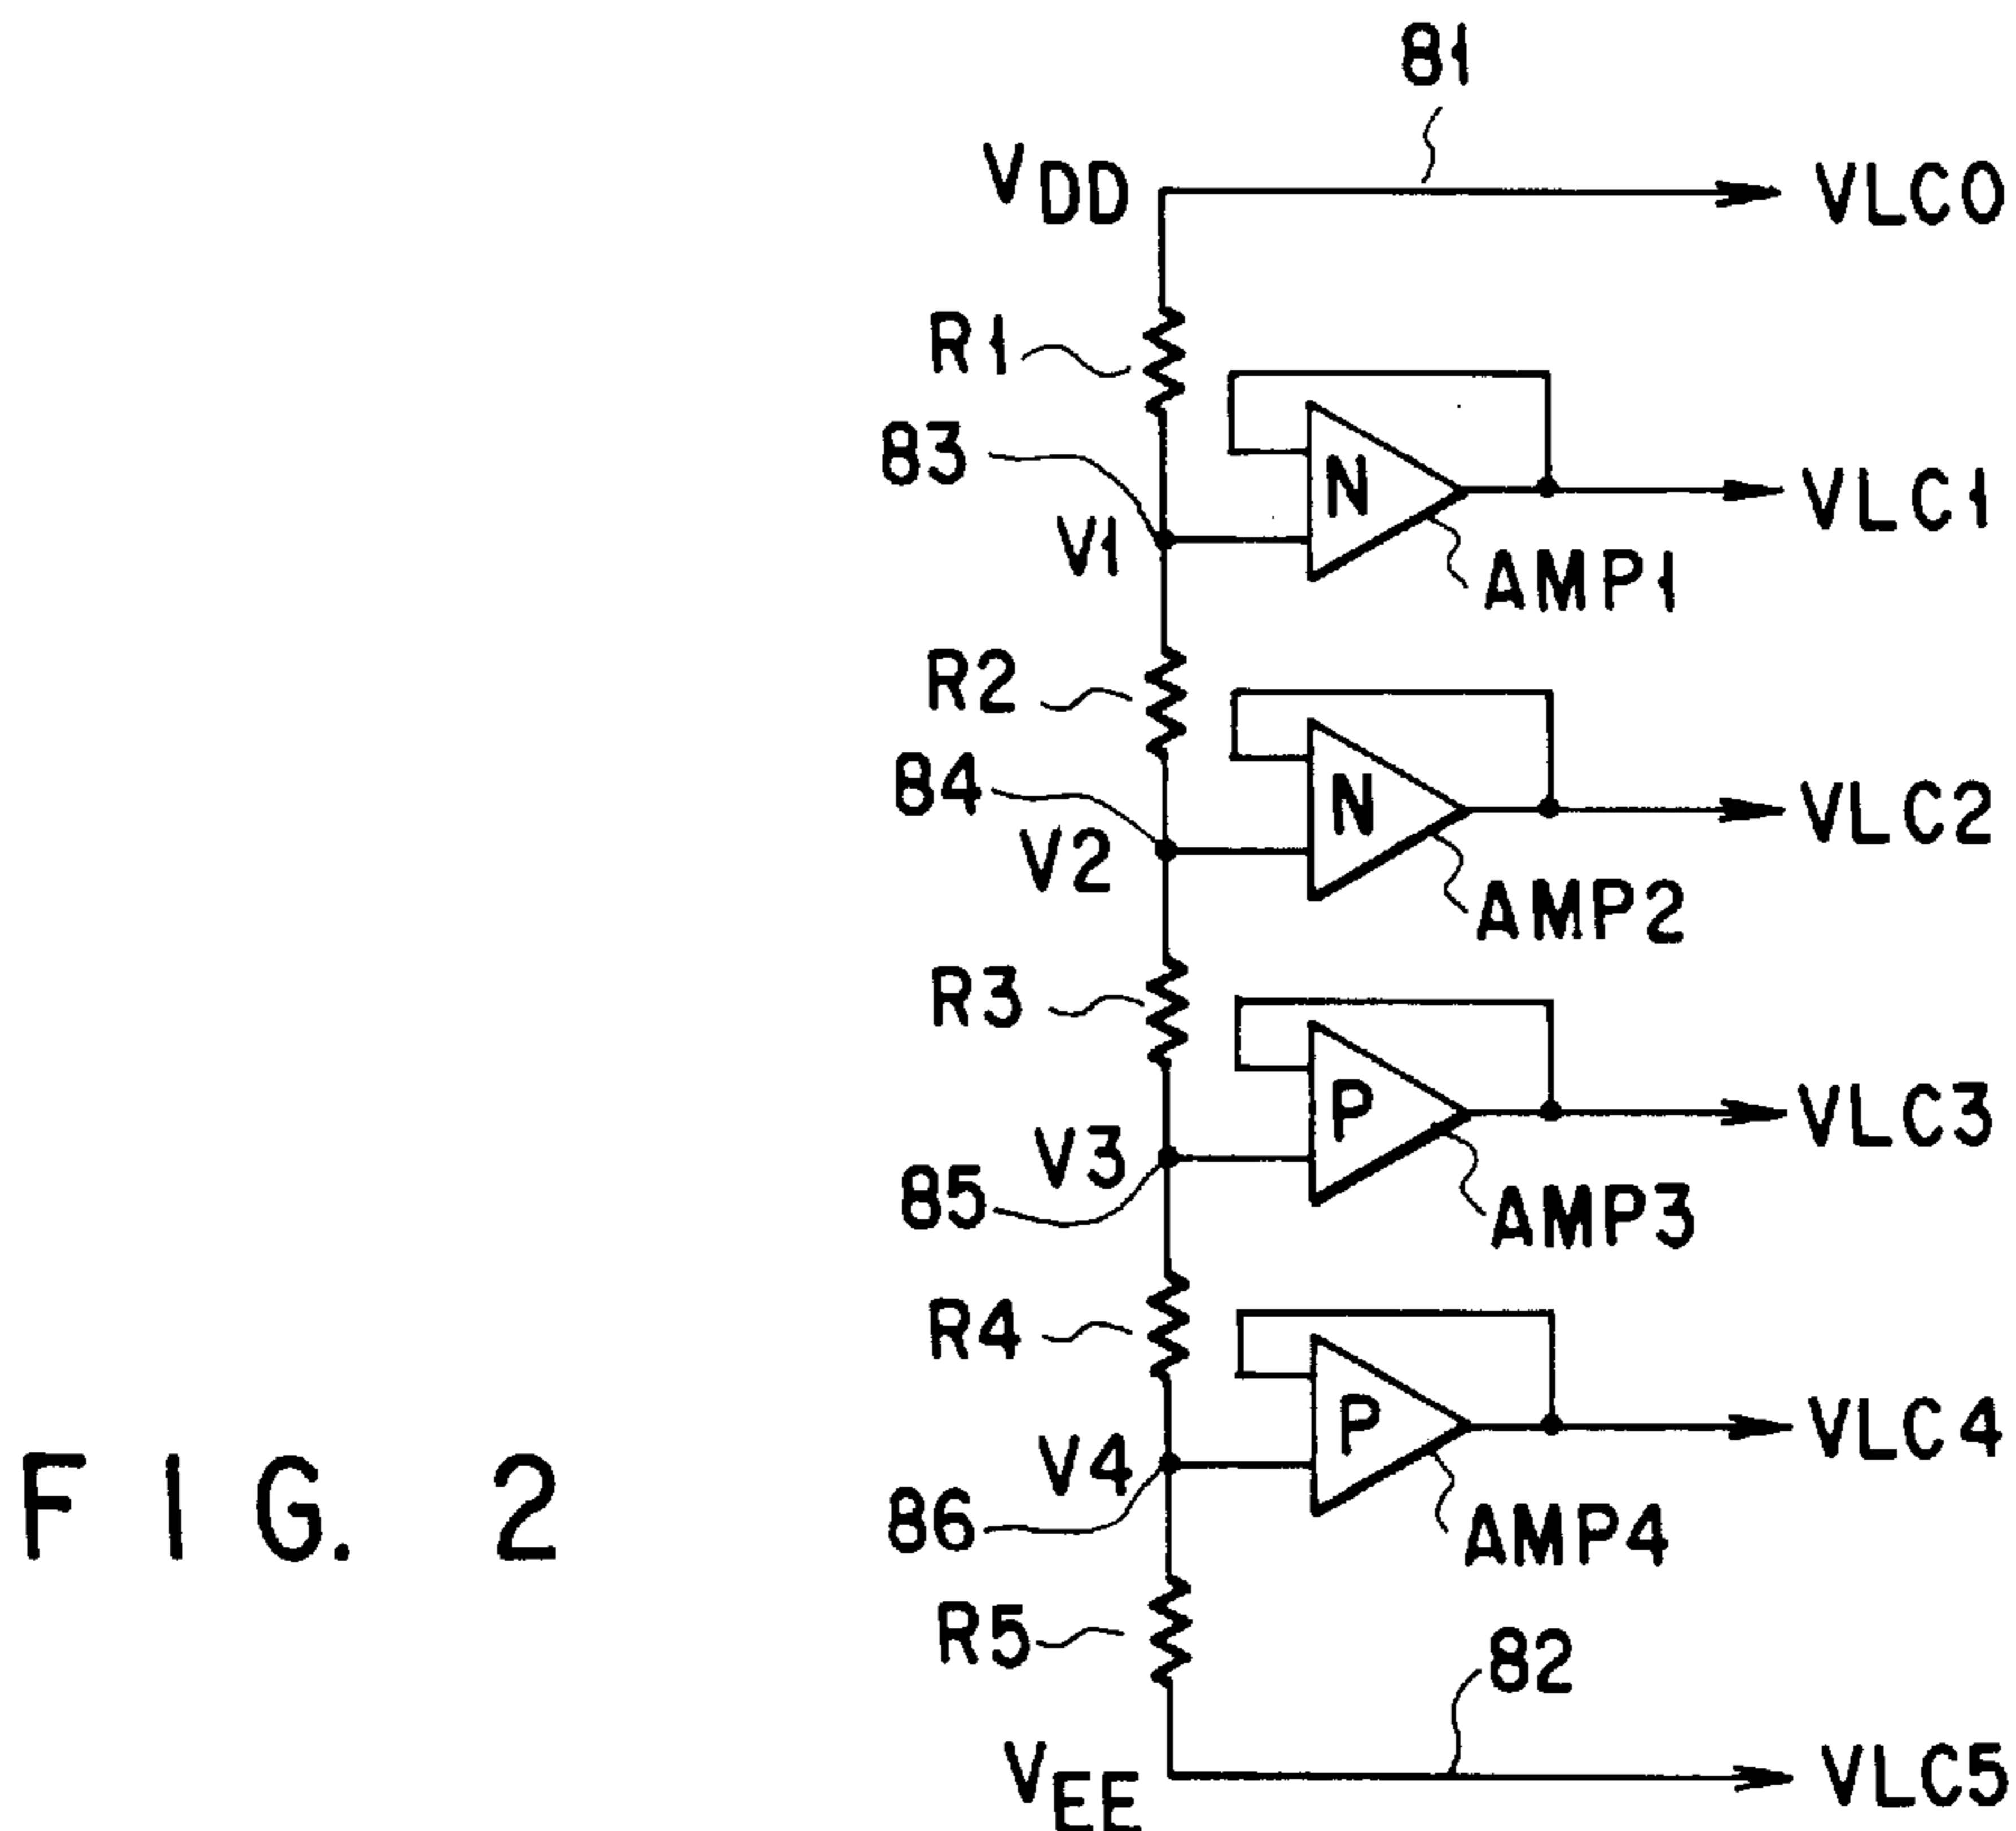 81
VDD
VLC0
R1
83
N
VLC1
V1
AMP1
R2
84
N
VLC2
V2
AMP2
R3
P
VLC3
V3
85
AMP3
R4
P
VLC4
V4
86
AMP4
FIG. 2
R5
82
VEE
VLC5